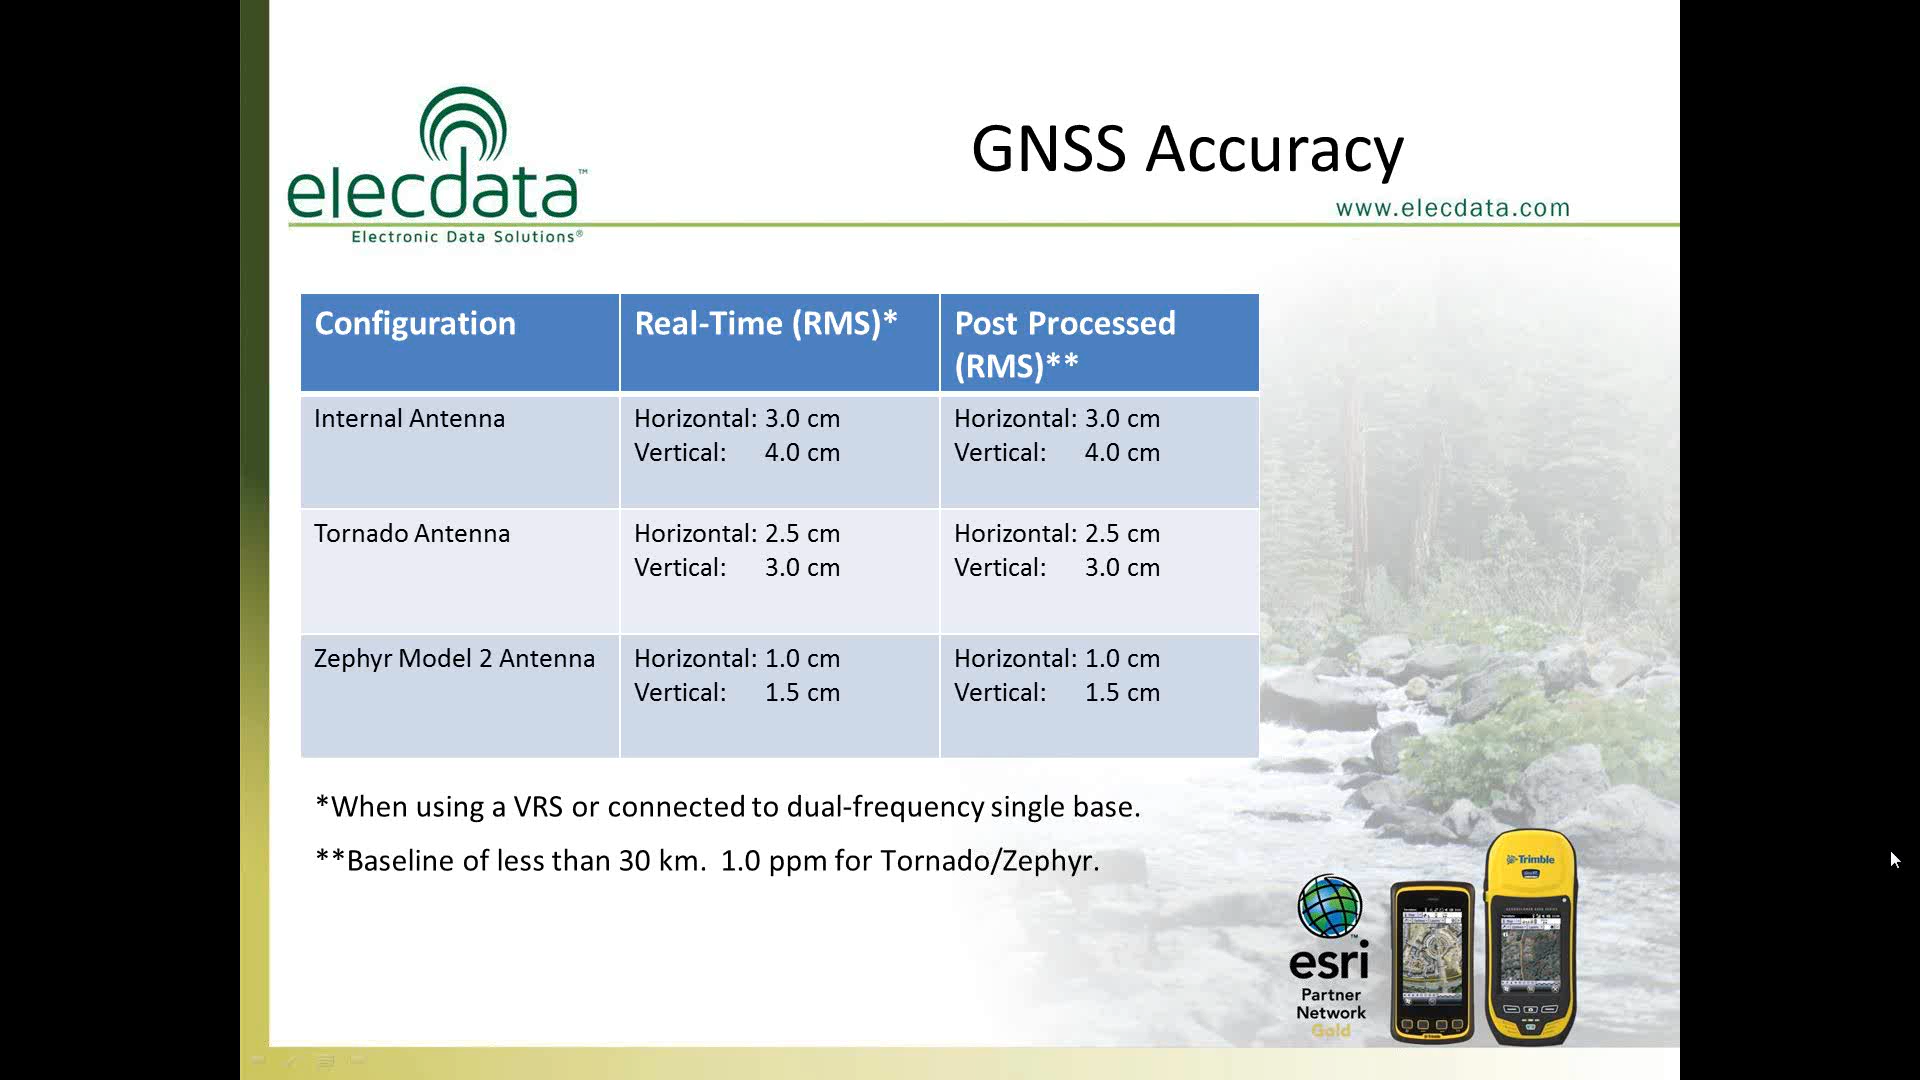 elecdata™
Electronic Data Solutions®
GNSS Accuracy
www.elecdata.com
Configuration
Real-Time (RMS)*
Post Processed
(RMS)**
Internal Antenna
Horizontal: 3.0 cm
Vertical: 4.0 cm
Horizontal: 3.0 cm
Vertical: 4.0 cm
Tornado Antenna
Horizontal: 2.5 cm
Vertical: 3.0 cm
Horizontal: 2.5 cm
Vertical: 3.0 cm
Zephyr Model 2 Antenna
Horizontal: 1.0 cm
Vertical: 1.5 cm
Horizontal: 1.0 cm
Vertical: 1.5 cm
*When using a VRS or connected to dual-frequency single base.
**Baseline of less than 30 km. 1.0 ppm for Tornado/Zephyr.
esri™
Partner
Network
Gold
Trimble